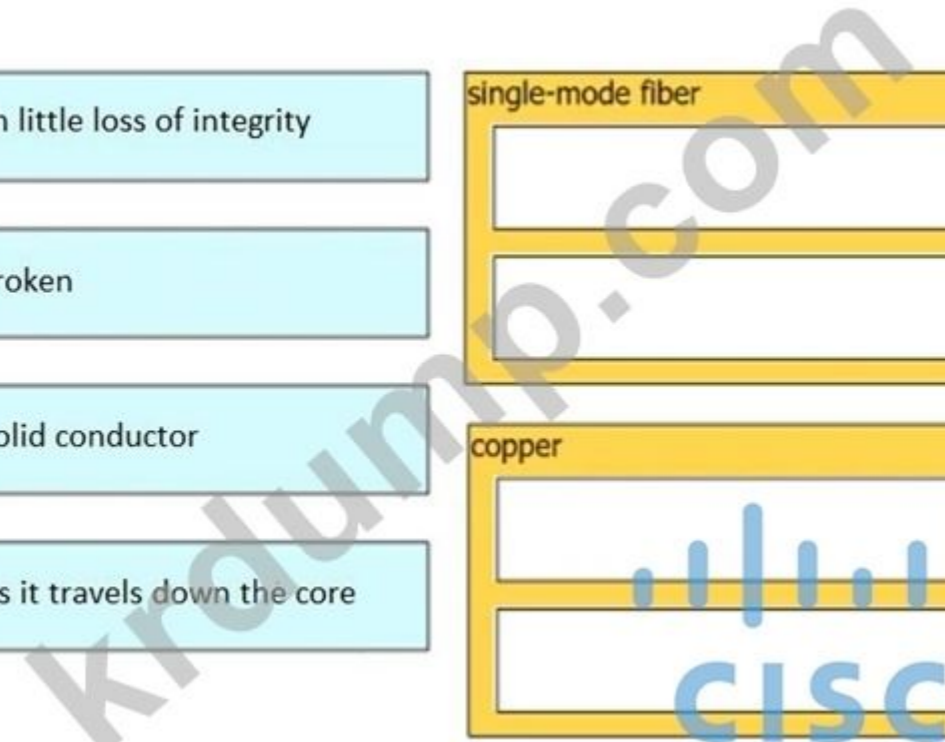 little loss of integrity
single-mode fiber
roken
olid conductor
copper
s it travels down the core
krdump.com
CISC